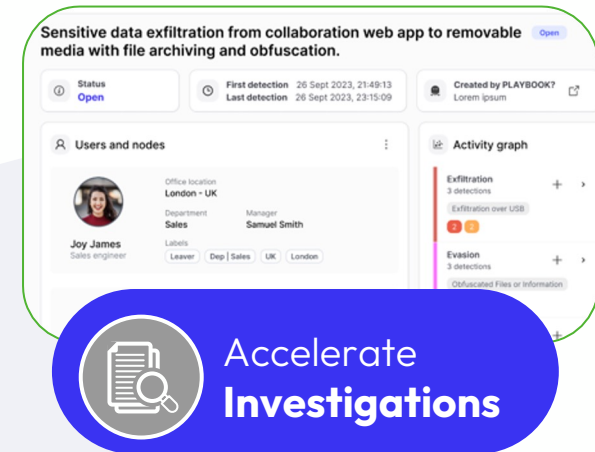 Sensitive data exfiltration from collaboration web app to removable
media with file archiving and obfuscation.
Open
Status
Open
First detection 26 Sept 2023, 21:49:13
Last detection 26 Sept 2023, 23:15:09
Created by PLAYBOOK?
Lorem ipsum
Users and nodes
Office location
London - UK
Department
Sales
Manager
Samuel Smith
Joy James
Sales engineer
Labels
Leaver Dep | Sales UK London
Activity graph
Exfiltration
3 detections
Exfiltration over USB
2 2
Evasion
3 detections
Obfuscated Files or Information
Accelerate
Investigations